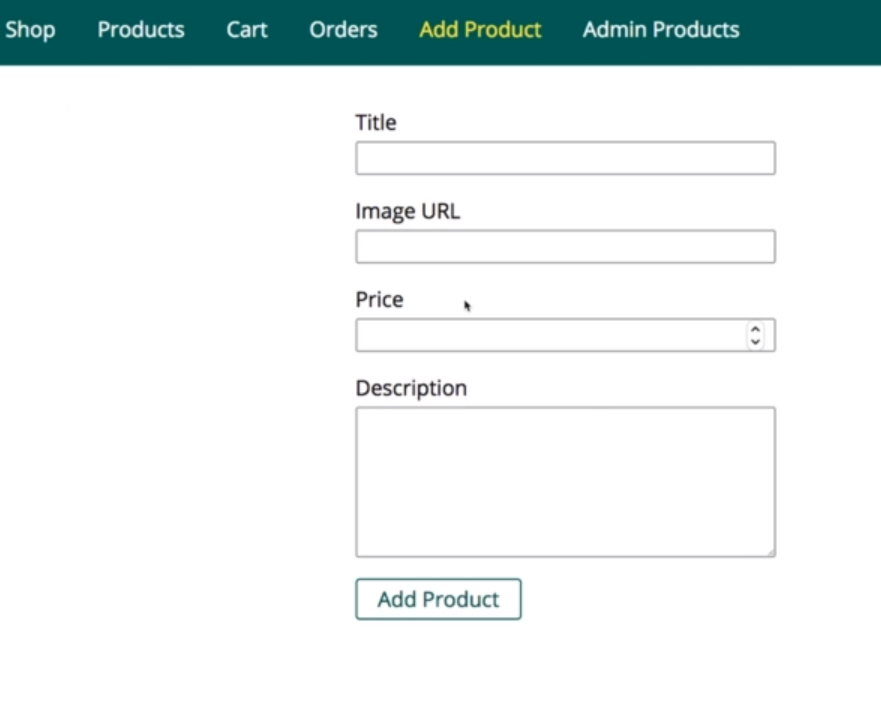 Shop Products Cart Orders Add Product Admin Products
Title
Image URL
Price
Description
Add Product